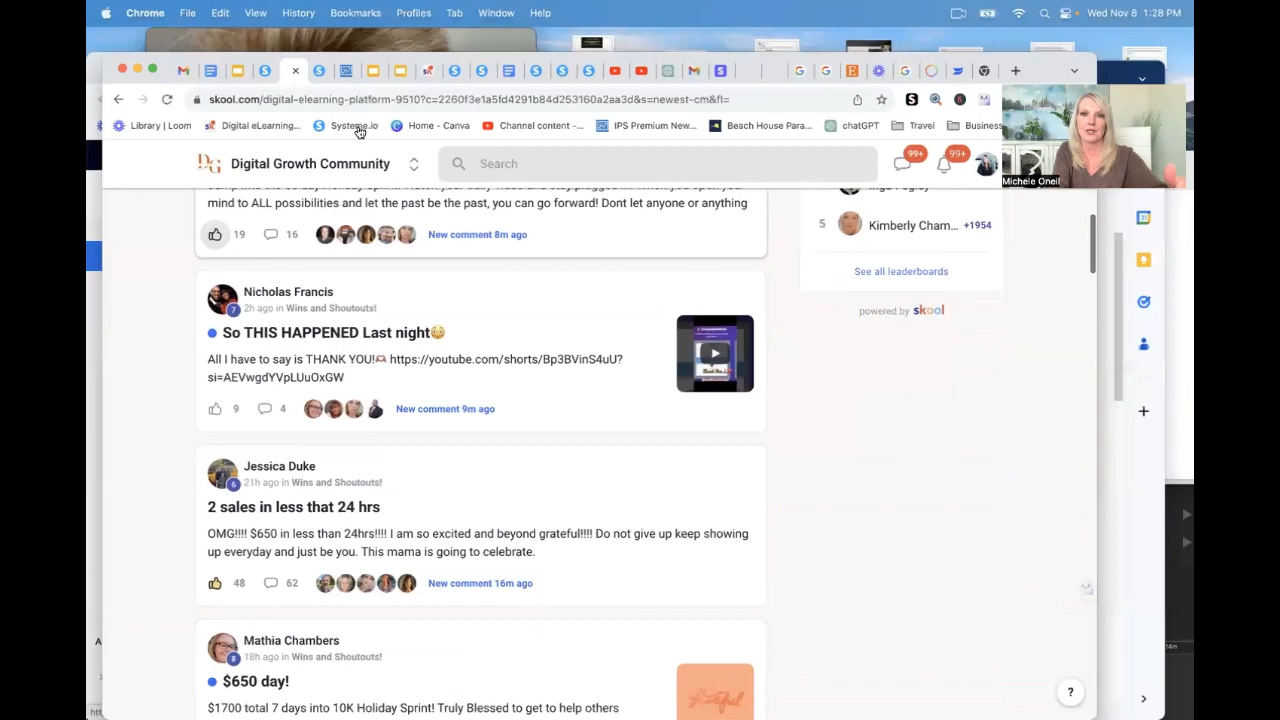 Chrome File Edit View History Bookmarks Profiles Tab Window Help Wed Nov 8 1:28 PM
skool.com/digital-elearning-platform-9510?c=2260f3e1a5fd4291b84d253160a2aa3d&s=newest-cm&fl=
Library | Loom Digital eLearning... Systeme.io Home - Canva Channel content -... IPS Premium New... Beach House Para... chatGPT Travel Business
DG Digital Growth Community Search 99+ 99+
Michele Oneil
mind to ALL possibilities and let the past be the past, you can go forward! Dont let anyone or anything
19 16 New comment 8m ago
5 Kimberly Cham... +1954
See all leaderboards
powered by skool
Nicholas Francis
7 2h ago in Wins and Shoutouts!
So THIS HAPPENED Last night😳
All I have to say is THANK YOU!🫶 https://youtube.com/shorts/Bp3BVinS4uU?
si=AEVwgdYVpLUuOxGW
9 4 New comment 9m ago
Jessica Duke
6 21h ago in Wins and Shoutouts!
2 sales in less that 24 hrs
OMG!!!! $650 in less than 24hrs!!!! I am so excited and beyond grateful!!!! Do not give up keep showing
up everyday and just be you. This mama is going to celebrate.
48 62 New comment 16m ago
Mathia Chambers
8 18h ago in Wins and Shoutouts!
$650 day!
$1700 total 7 days into 10K Holiday Sprint! Truly Blessed to get to help others
?